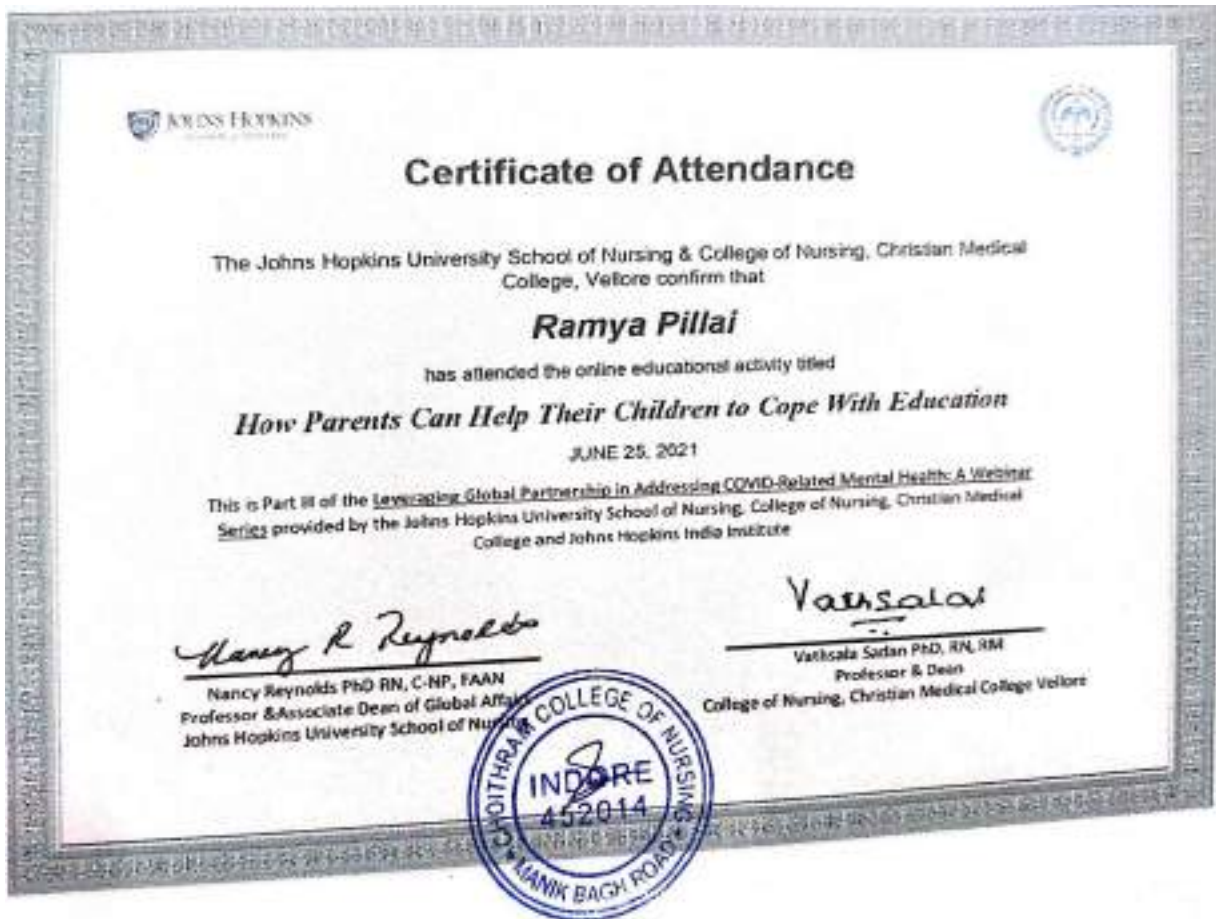 JOHNS HOPKINS
Certificate of Attendance
The Johns Hopkins University School of Nursing & College of Nursing, Christian Medical
College, Vellore confirm that
Ramya Pillai
has attended the online educational activity titled
How Parents Can Help Their Children to Cope With Education
JUNE 25, 2021
This is Part III of the Leveraging Global Partnership in Addressing COVID-Related Mental Health: A Webinar
Series provided by the Johns Hopkins University School of Nursing, College of Nursing, Christian Medical
College and Johns Hopkins India Institute
Nancy R Reynolds
Nancy Reynolds PhD RN, C-NP, FAAN
Professor &Associate Dean of Global Affairs
Johns Hopkins University School of Nursing
Vathsala
Vathsala Sadan PhD, RN, RM
Professor & Dean
College of Nursing, Christian Medical College Vellore
CHOITHRAM COLLEGE OF NURSING
INDORE
452014
MANIK BAGH ROAD